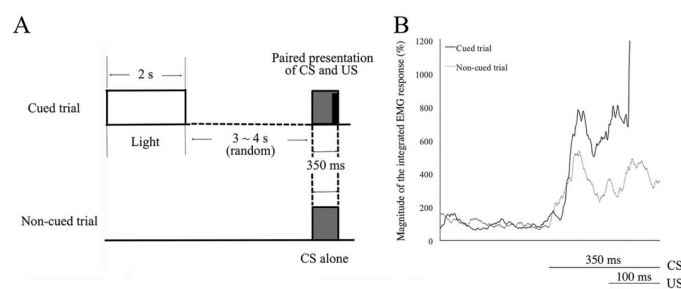 A
Paired presentation
of CS and US
2 s
Cued trial
Light
3 ~ 4 s
(random)
350 ms
Non-cued trial
CS alone
B
Magnitude of the integrated EMG response (%)
1200
1000
800
600
400
200
0
Cued trial
Non-cued trial
350 ms
CS
100 ms
US